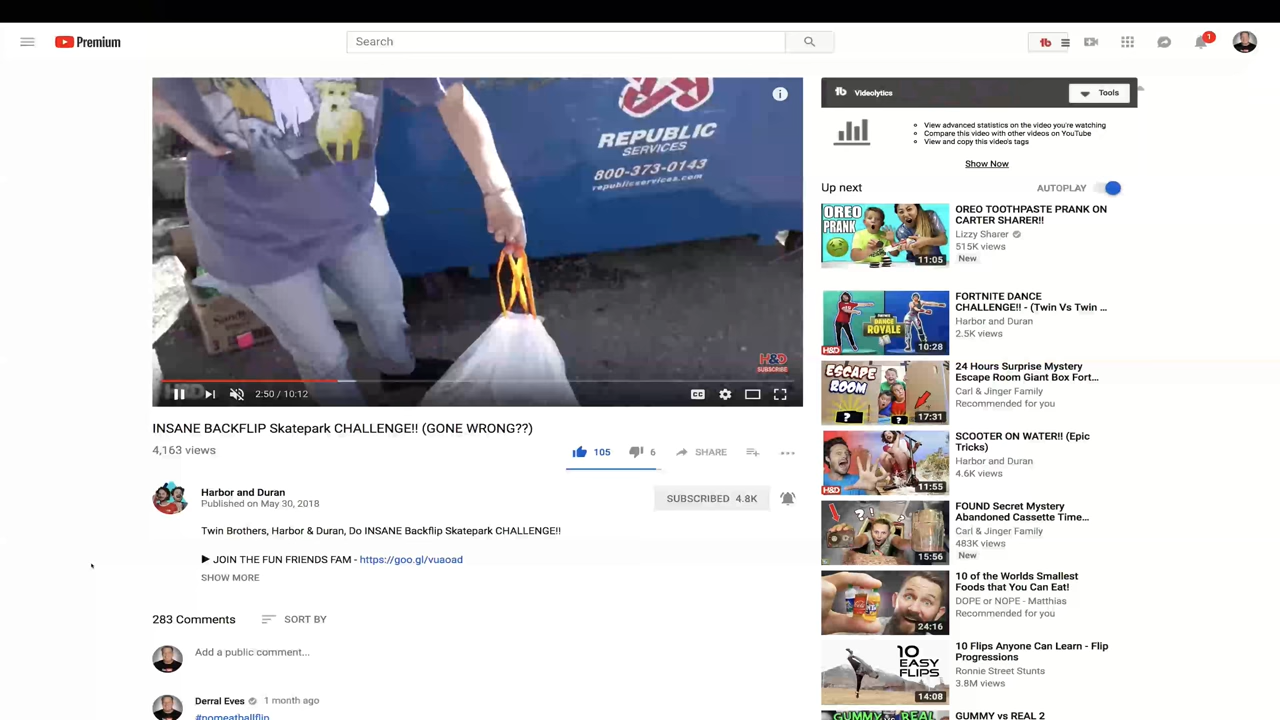 Premium
Search
1
REPUBLIC
SERVICES
800-373-0143
republicservices.com
H&D
SUBSCRIBE
2:50 / 10:12
CC
INSANE BACKFLIP Skatepark CHALLENGE!! (GONE WRONG??)
4,163 views
105
6
SHARE
Harbor and Duran
Published on May 30, 2018
SUBSCRIBED 4.8K
Twin Brothers, Harbor & Duran, Do INSANE Backflip Skatepark CHALLENGE!!
► JOIN THE FUN FRIENDS FAM - https://goo.gl/vuaoad
SHOW MORE
283 Comments
SORT BY
Add a public comment...
Derral Eves 1 month ago
#nomeatballflip
tb Videolytics
Tools
View advanced statistics on the video you're watching
Compare this video with other videos on YouTube
View and copy this video's tags
Show Now
Up next
AUTOPLAY
OREO
PRANK
11:05
OREO TOOTHPASTE PRANK ON
CARTER SHARER!!
Lizzy Sharer
515K views
New
DANCE
ROYALE
H&D
10:28
FORTNITE DANCE
CHALLENGE!! - (Twin Vs Twin ...
Harbor and Duran
2.5K views
ESCAPE
ROOM
?
?
17:31
24 Hours Surprise Mystery
Escape Room Giant Box Fort...
Carl & Jinger Family
Recommended for you
H&D
11:55
SCOOTER ON WATER!! (Epic
Tricks)
Harbor and Duran
4.6K views
?!
?
15:56
FOUND Secret Mystery
Abandoned Cassette Time...
Carl & Jinger Family
483K views
New
24:16
10 of the Worlds Smallest
Foods that You Can Eat!
DOPE or NOPE - Matthias
Recommended for you
10
EASY
FLIPS
14:08
10 Flips Anyone Can Learn - Flip
Progressions
Ronnie Street Stunts
3.8M views
GUMMY vs REAL
GUMMY vs REAL 2